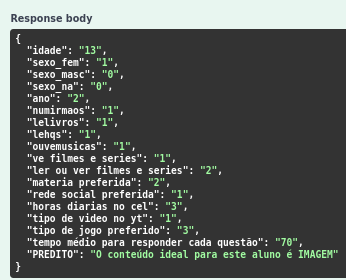 Response body
{
"idade": "13",
"sexo_fem": "1",
"sexo_masc": "0",
"sexo_na": "0",
"ano": "2",
"numirmaos": "1",
"lelivros": "1",
"lehqs": "1",
"ouvemusicas": "1",
"ve filmes e series": "1",
"ler ou ver filmes e series": "2",
"materia preferida": "2",
"rede social preferida": "1",
"horas diarias no cel": "3",
"tipo de video no yt": "1",
"tipo de jogo preferido": "3",
"tempo médio para responder cada questão": "70",
"PREDITO": "O conteúdo ideal para este aluno é IMAGEM"
}